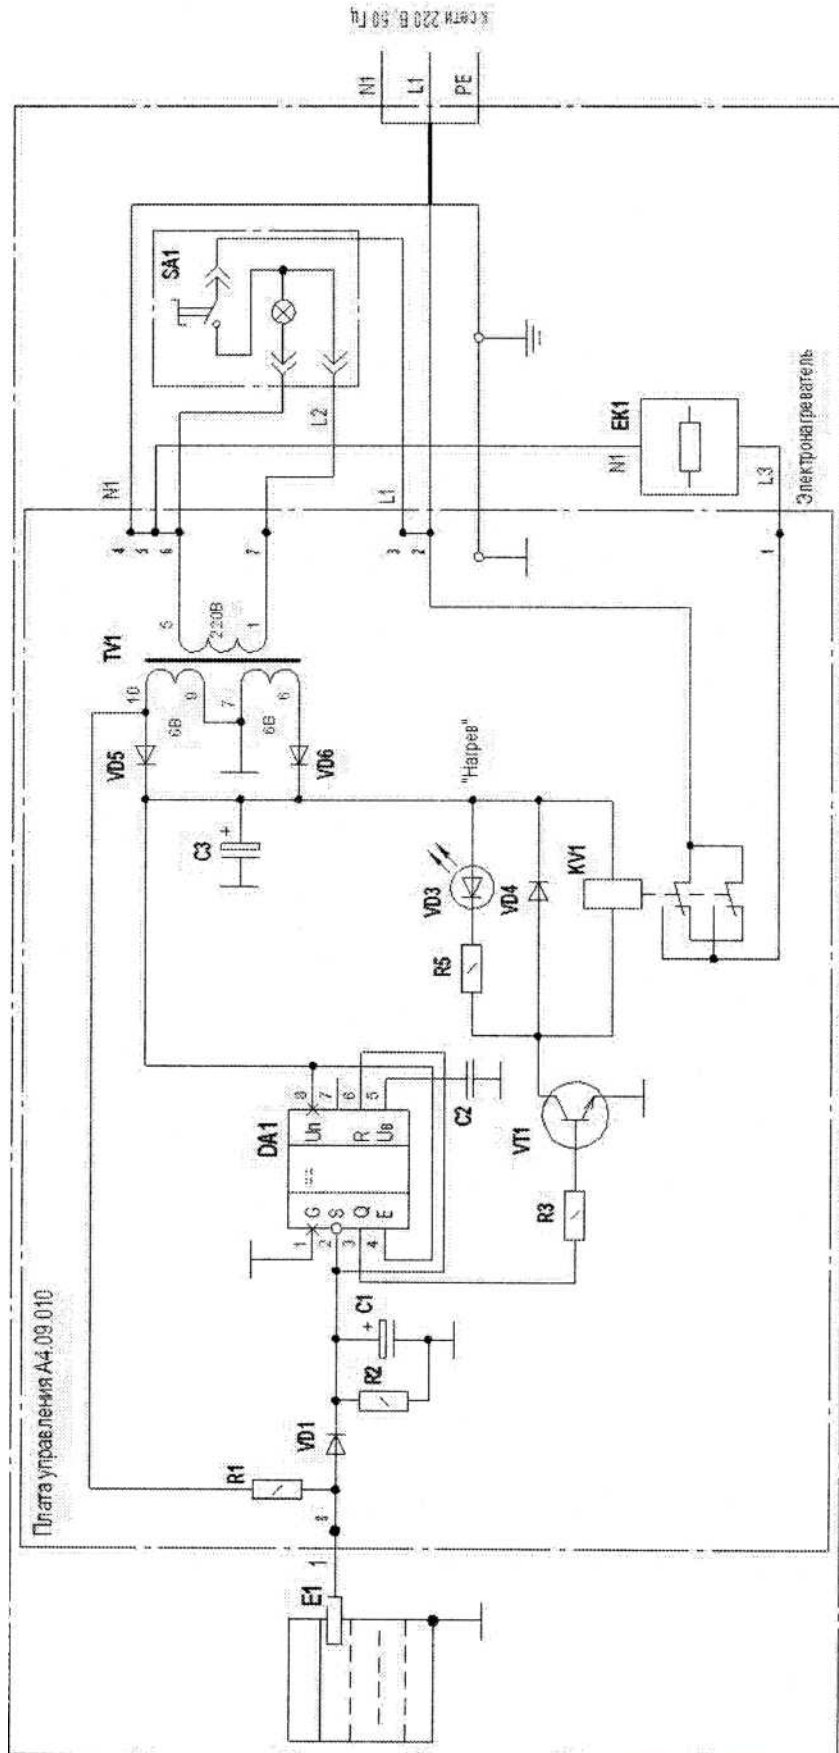 Плата управления А4.09.010
к сети 220 В, 50 Гц
N1
L1
PE
SA1
N1
L2
L1
4
5
6
7
3
2
TV1
5
1
220В
10
9
7
6
6В
6В
VD5
VD6
C3
+
"Нагрев"
VD3
VD4
KV1
R5
EK1
N1
L3
1
Электронагреватель
DA1
8
7
6
5
Uп
R
Uв
G
S
Q
E
1
2
3
4
C2
VT1
R3
C1
+
R2
VD1
R1
8
1
E1